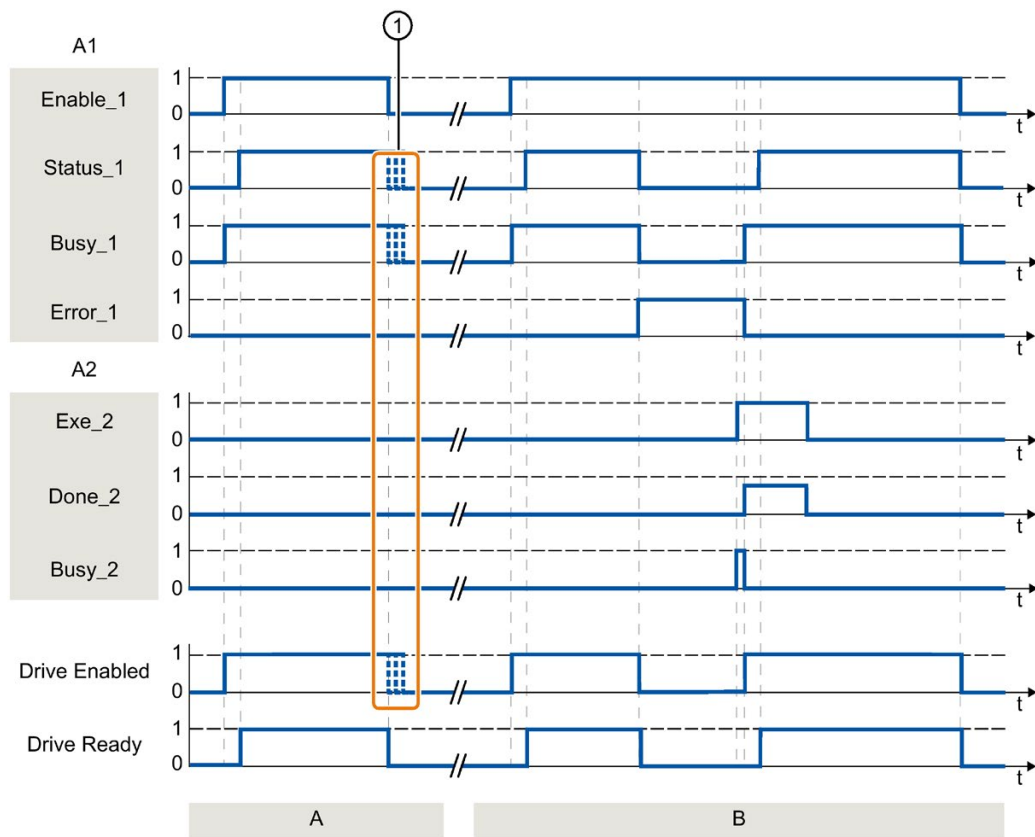 1
A1
Enable_1
1
0
//
t
Status_1
1
0
//
t
Busy_1
1
0
//
t
Error_1
1
0
//
t
A2
Exe_2
1
0
//
t
Done_2
1
0
//
t
Busy_2
1
0
//
t
Drive Enabled
1
0
//
t
Drive Ready
1
0
//
t
A
B